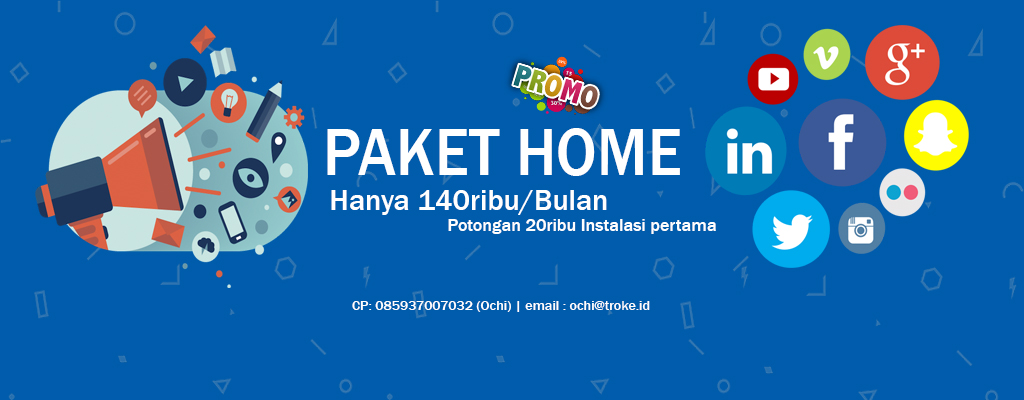 PROMO
PAKET HOME
Hanya 140ribu/Bulan
Potongan 20ribu Instalasi pertama
CP: 085937007032 (Ochi) | email : ochi@troke.id